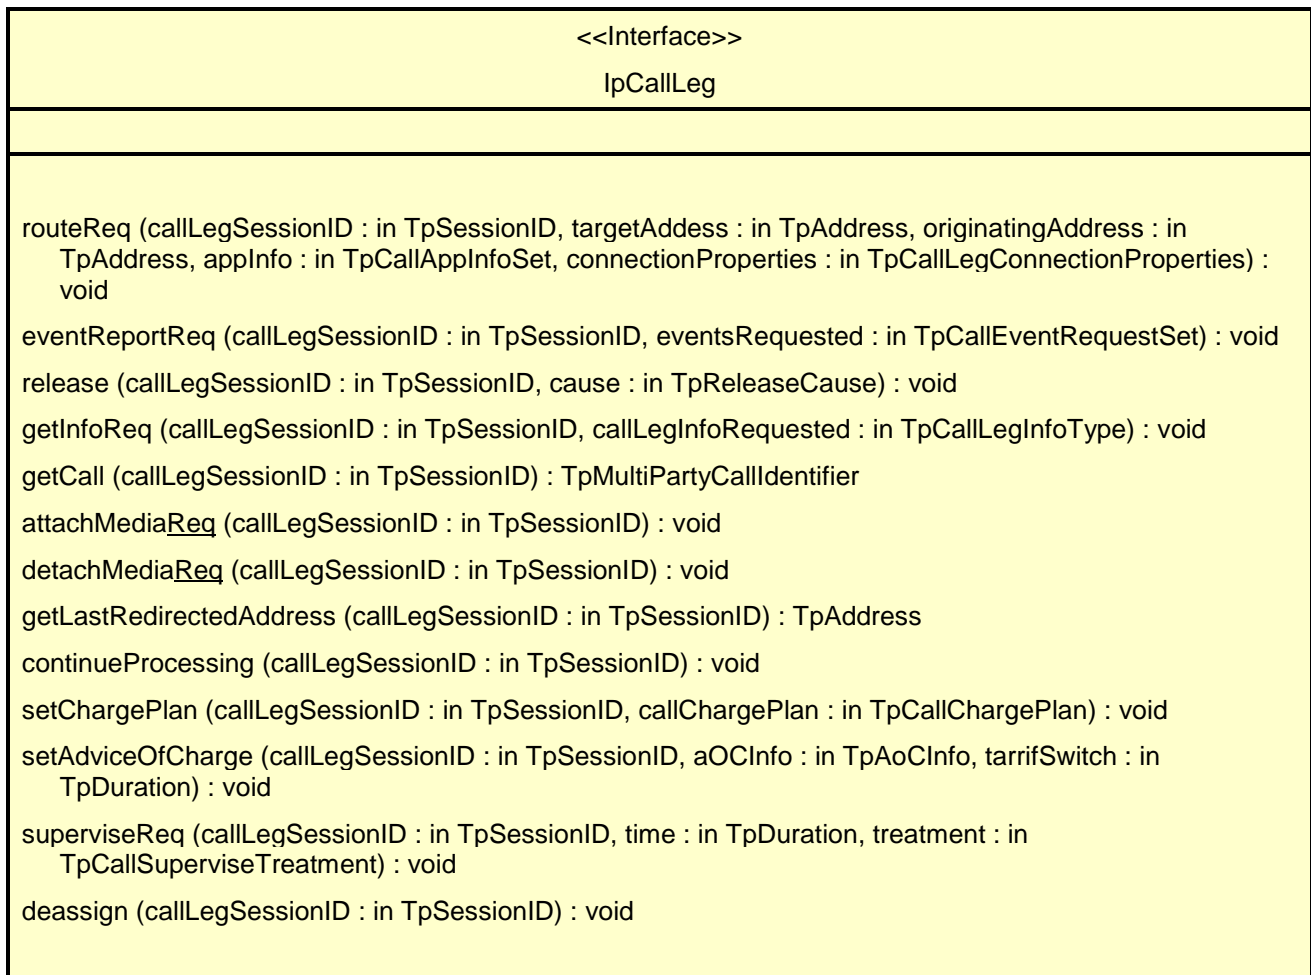 <<Interface>>
IpCallLeg
routeReq (callLegSessionID : in TpSessionID, targetAddess : in TpAddress, originatingAddress : in
TpAddress, appInfo : in TpCallAppInfoSet, connectionProperties : in TpCallLegConnectionProperties) :
void
eventReportReq (callLegSessionID : in TpSessionID, eventsRequested : in TpCallEventRequestSet) : void
release (callLegSessionID : in TpSessionID, cause : in TpReleaseCause) : void
getInfoReq (callLegSessionID : in TpSessionID, callLegInfoRequested : in TpCallLegInfoType) : void
getCall (callLegSessionID : in TpSessionID) : TpMultiPartyCallIdentifier
attachMediaReq (callLegSessionID : in TpSessionID) : void
detachMediaReq (callLegSessionID : in TpSessionID) : void
getLastRedirectedAddress (callLegSessionID : in TpSessionID) : TpAddress
continueProcessing (callLegSessionID : in TpSessionID) : void
setChargePlan (callLegSessionID : in TpSessionID, callChargePlan : in TpCallChargePlan) : void
setAdviceOfCharge (callLegSessionID : in TpSessionID, aOCInfo : in TpAoCInfo, tarrifSwitch : in
TpDuration) : void
superviseReq (callLegSessionID : in TpSessionID, time : in TpDuration, treatment : in
TpCallSuperviseTreatment) : void
deassign (callLegSessionID : in TpSessionID) : void